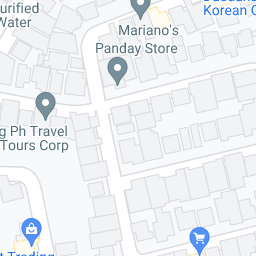 urified
Water
Mariano's
Panday Store
Korean C
g Ph Travel
Tours Corp
t Trading